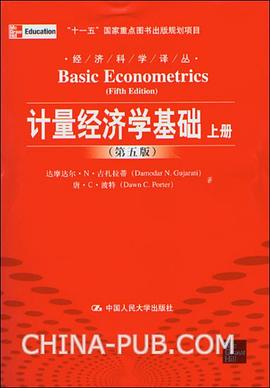 Education
"十一五"国家重点图书出版规划项目
·经/济/科/学/译/丛·
Basic Econometrics
(Fifth Edition)
计量经济学基础 上册
(第五版)
达摩达尔·N·古扎拉蒂 (Damodar N. Gujarati)
唐·C·波特 (Dawn C. Porter)
著
中国人民大学出版社
CHINA-PUB.COM